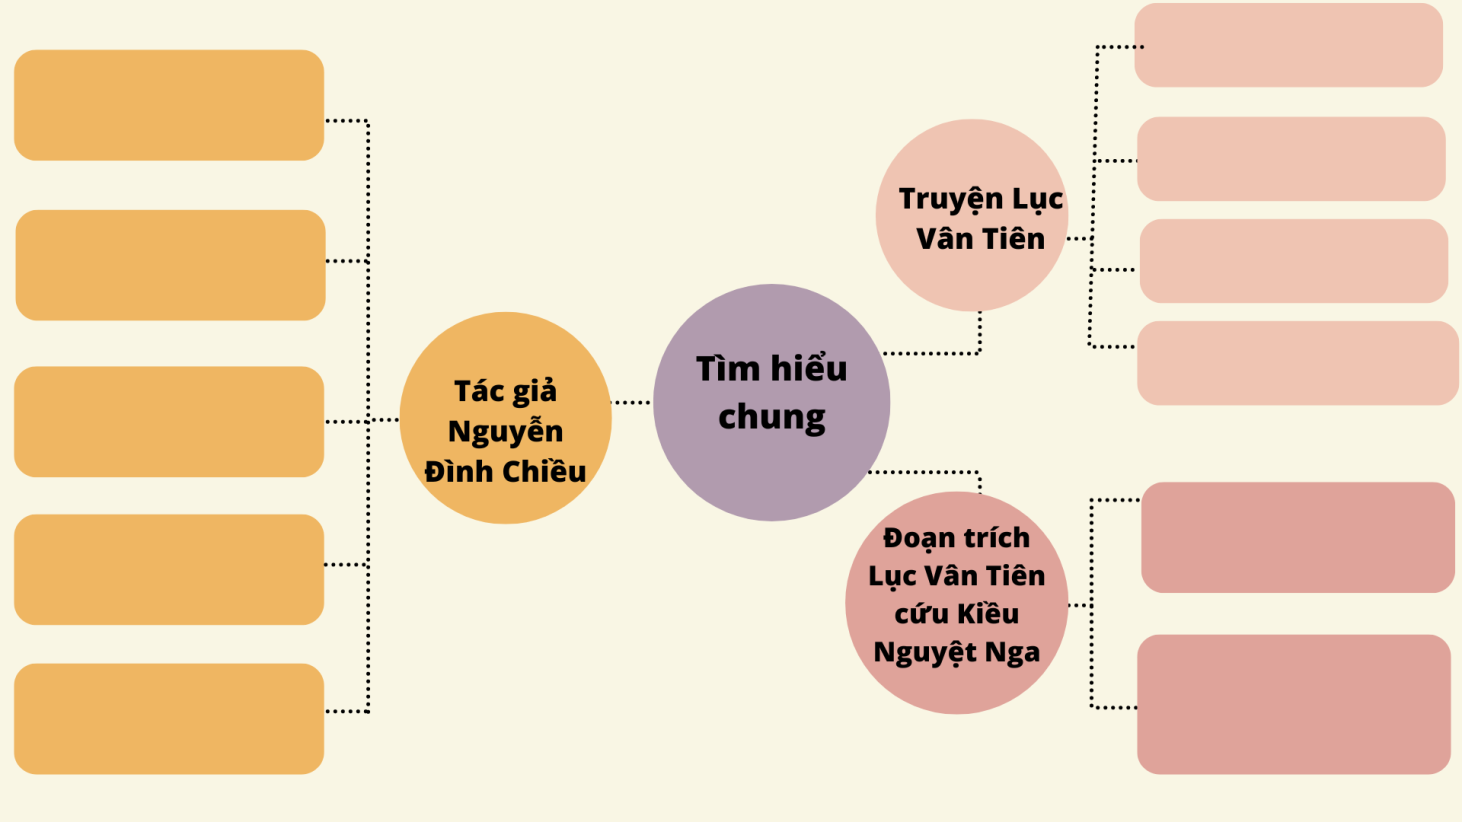 Truyện Lục
Vân Tiên
Tìm hiểu
chung
Tác giả
Nguyễn
Đình Chiều
Đoạn trích
Lục Vân Tiên
cứu Kiều
Nguyệt Nga